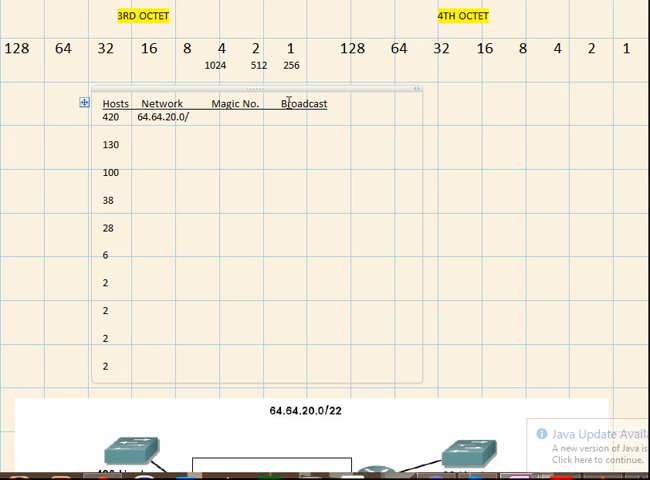 3RD OCTET 4TH OCTET
128 64 32 16 8 4 2 1 128 64 32 16 8 4 2 1
1024 512 256
Hosts Network Magic No. Broadcast
420 64.64.20.0/
130
100
38
28
6
2
2
2
2
64.64.20.0/22
Java Update Availa
A new version of Java is
Click here to continue.